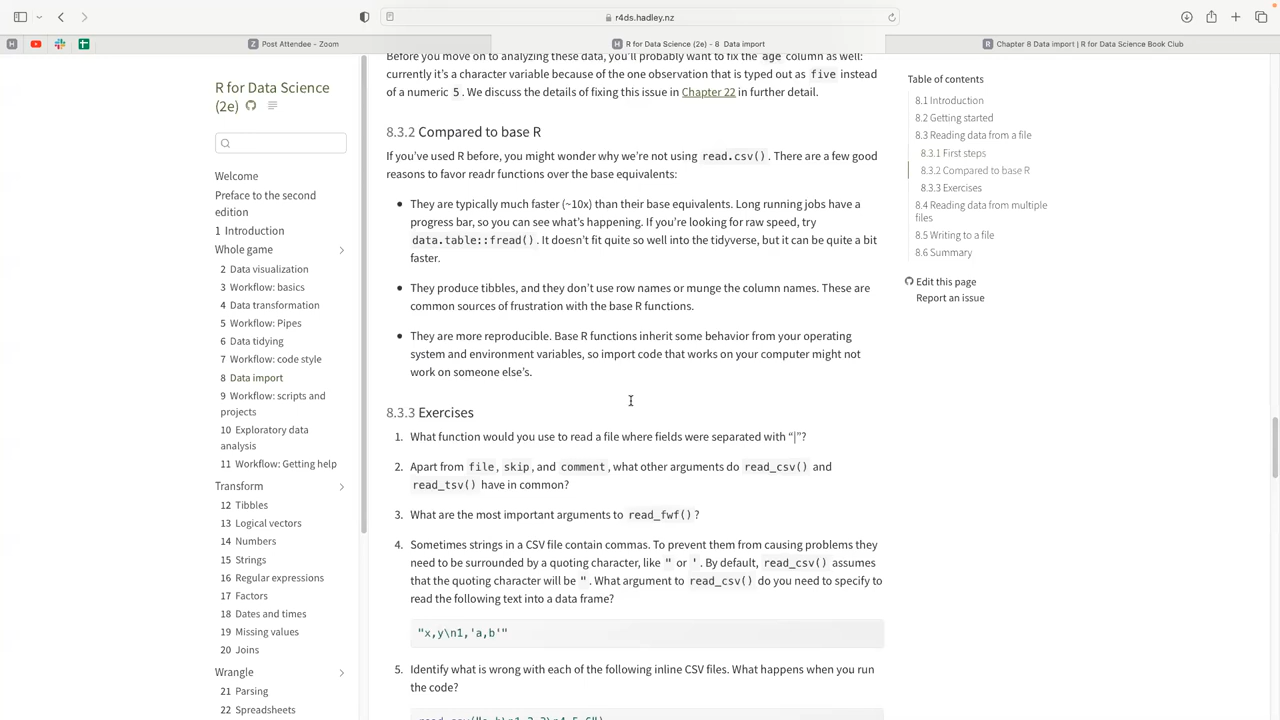 r4ds.hadley.nz
Post Attendee - Zoom
R for Data Science (2e) - 8 Data import
Chapter 8 Data import | R for Data Science Book Club
R for Data Science
(2e)
Welcome
Preface to the second
edition
1 Introduction
Whole game
2 Data visualization
3 Workflow: basics
4 Data transformation
5 Workflow: Pipes
6 Data tidying
7 Workflow: code style
8 Data import
9 Workflow: scripts and
projects
10 Exploratory data
analysis
11 Workflow: Getting help
Transform
12 Tibbles
13 Logical vectors
14 Numbers
15 Strings
16 Regular expressions
17 Factors
18 Dates and times
19 Missing values
20 Joins
Wrangle
21 Parsing
22 Spreadsheets
Before you move on to analyzing these data, you'll probably want to fix the age column as well:
currently it's a character variable because of the one observation that is typed out as five instead
of a numeric 5. We discuss the details of fixing this issue in Chapter 22 in further detail.
8.3.2 Compared to base R
If you've used R before, you might wonder why we're not using read.csv(). There are a few good
reasons to favor readr functions over the base equivalents:
• They are typically much faster (~10x) than their base equivalents. Long running jobs have a
progress bar, so you can see what's happening. If you're looking for raw speed, try
data.table::fread(). It doesn't fit quite so well into the tidyverse, but it can be quite a bit
faster.
• They produce tibbles, and they don't use row names or munge the column names. These are
common sources of frustration with the base R functions.
• They are more reproducible. Base R functions inherit some behavior from your operating
system and environment variables, so import code that works on your computer might not
work on someone else's.
8.3.3 Exercises
1. What function would you use to read a file where fields were separated with “|”?
2. Apart from file, skip, and comment, what other arguments do read_csv() and
read_tsv() have in common?
3. What are the most important arguments to read_fwf()?
4. Sometimes strings in a CSV file contain commas. To prevent them from causing problems they
need to be surrounded by a quoting character, like " or '. By default, read_csv() assumes
that the quoting character will be ". What argument to read_csv() do you need to specify to
read the following text into a data frame?
"x,y\n1,'a,b'"
5. Identify what is wrong with each of the following inline CSV files. What happens when you run
the code?
read_csv("a,b\n1,2,3\n4,5,6")
Table of contents
8.1 Introduction
8.2 Getting started
8.3 Reading data from a file
8.3.1 First steps
8.3.2 Compared to base R
8.3.3 Exercises
8.4 Reading data from multiple
files
8.5 Writing to a file
8.6 Summary
Edit this page
Report an issue